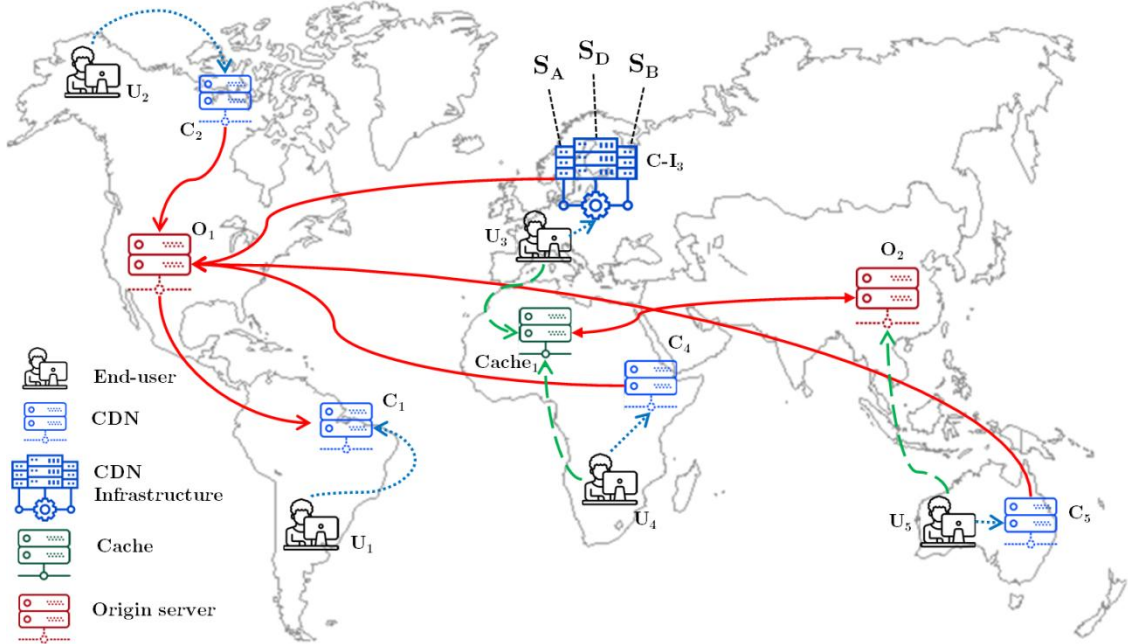 S_A
S_D
S_B
U_2
C_2
C-I_3
O_1
U_3
O_2
Cache_1
C_4
C_1
U_4
U_1
U_5
C_5
End-user
CDN
CDN
Infrastructure
Cache
Origin server